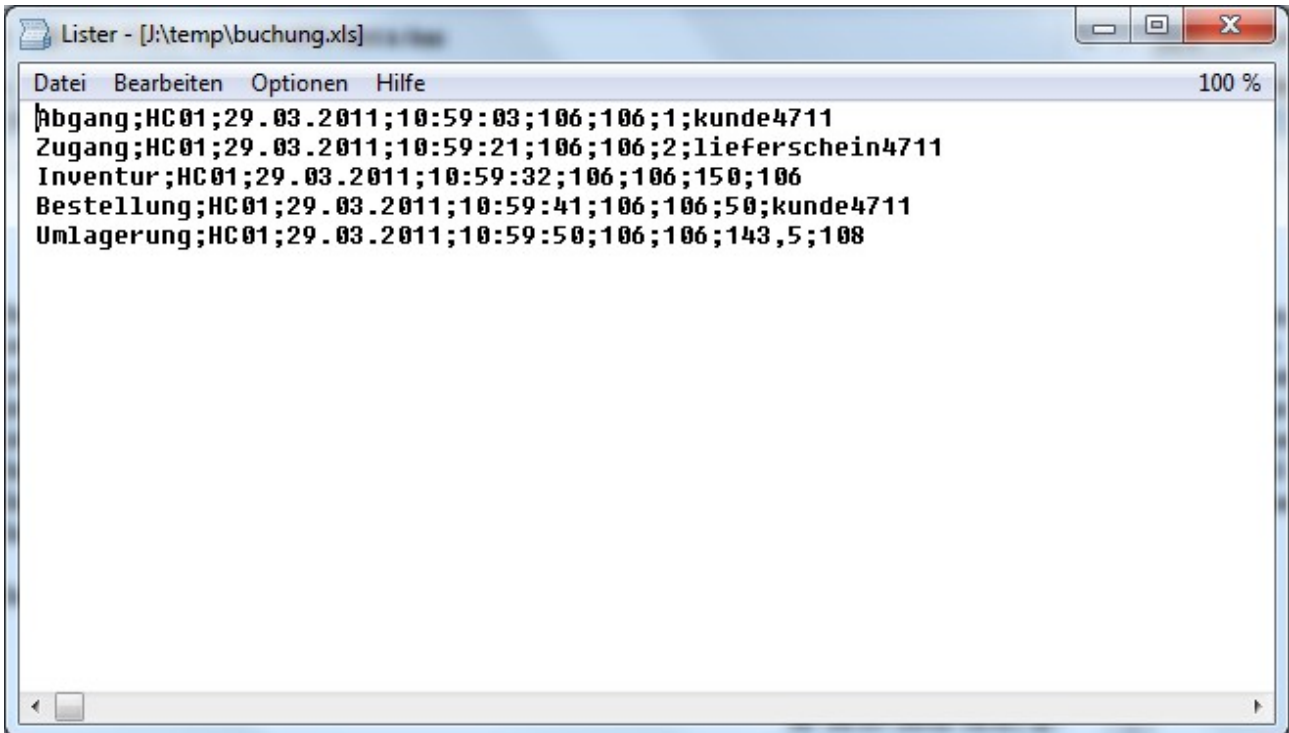 Lister - [J:\temp\buchung.xls]
Datei Bearbeiten Optionen Hilfe 100 %
Abgang;HC01;29.03.2011;10:59:03;106;106;1;kunde4711
Zugang;HC01;29.03.2011;10:59:21;106;106;2;lieferschein4711
Inventur;HC01;29.03.2011;10:59:32;106;106;150;106
Bestellung;HC01;29.03.2011;10:59:41;106;106;50;kunde4711
Umlagerung;HC01;29.03.2011;10:59:50;106;106;143,5;108